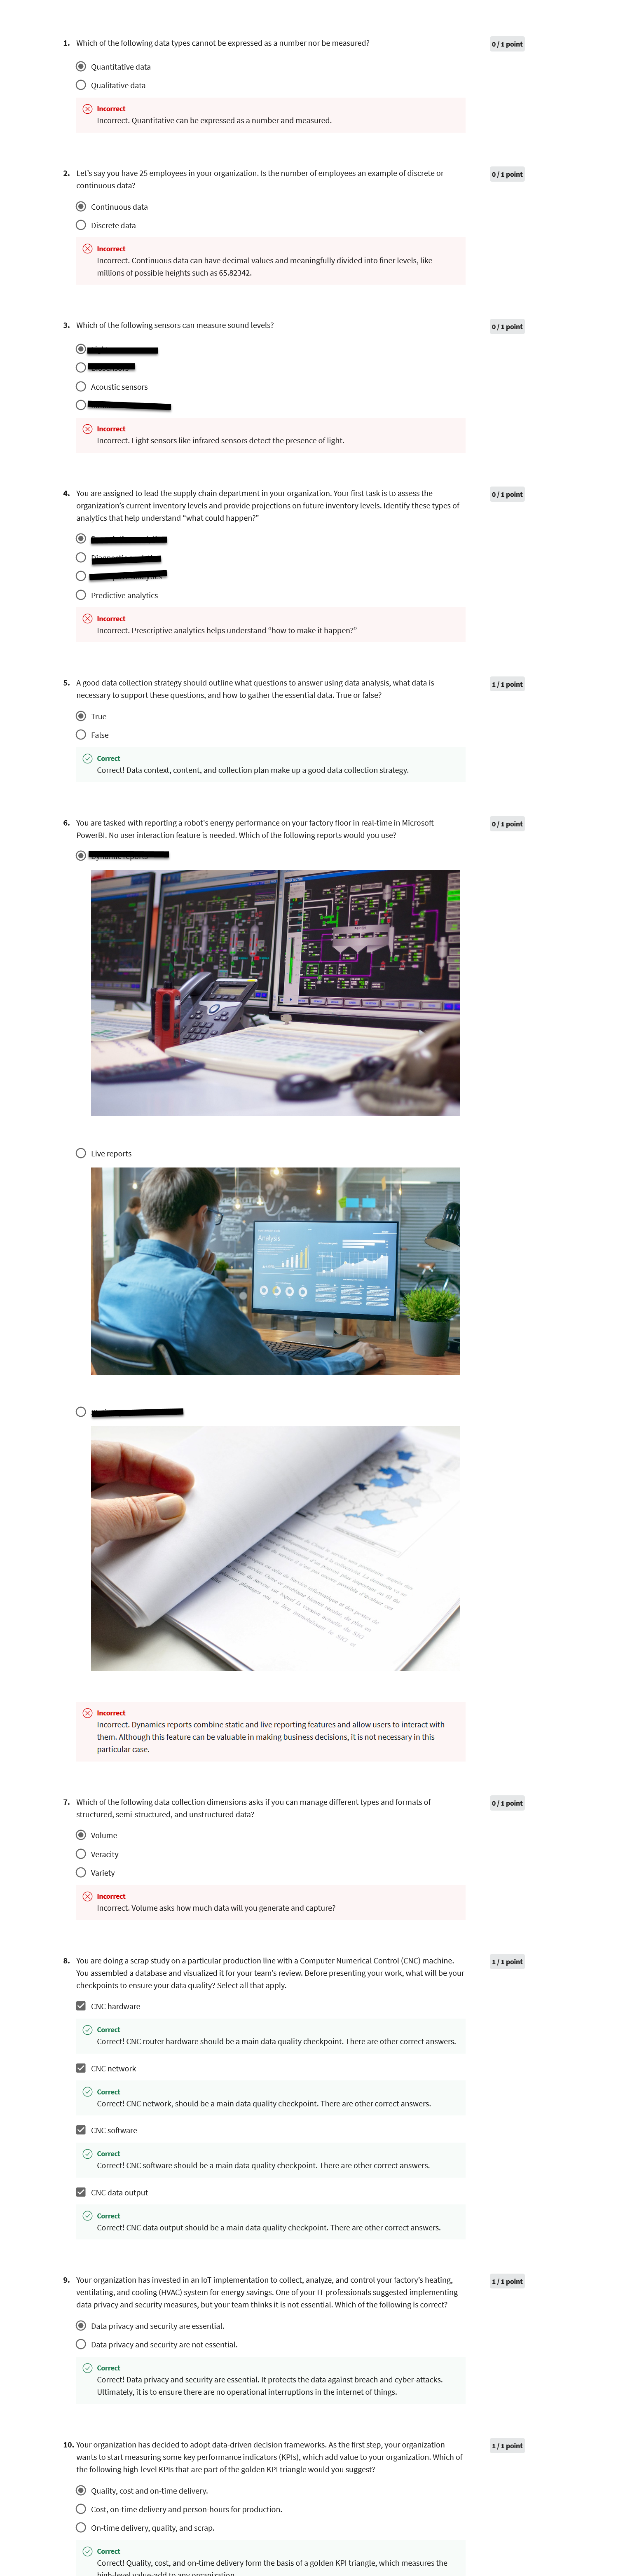 1. Which of the following data types cannot be expressed as a number nor be measured?
0 / 1 point
Quantitative data
Qualitative data
Incorrect
Incorrect. Quantitative can be expressed as a number and measured.
2. Let's say you have 25 employees in your organization. Is the number of employees an example of discrete or
continuous data?
0 / 1 point
Continuous data
Discrete data
Incorrect
Incorrect. Continuous data can have decimal values and meaningfully divided into finer levels, like
millions of possible heights such as 65.82342.
3. Which of the following sensors can measure sound levels?
0 / 1 point
Acoustic sensors
Incorrect
Incorrect. Light sensors like infrared sensors detect the presence of light.
4. You are assigned to lead the supply chain department in your organization. Your first task is to assess the
organization's current inventory levels and provide projections on future inventory levels. Identify these types of
analytics that help understand "what could happen?"
0 / 1 point
Predictive analytics
Incorrect
Incorrect. Prescriptive analytics helps understand "how to make it happen?"
5. A good data collection strategy should outline what questions to answer using data analysis, what data is
necessary to support these questions, and how to gather the essential data. True or false?
1 / 1 point
True
False
Correct
Correct! Data context, content, and collection plan make up a good data collection strategy.
6. You are tasked with reporting a robot's energy performance on your factory floor in real-time in Microsoft
PowerBI. No user interaction feature is needed. Which of the following reports would you use?
0 / 1 point
Live reports
Analysis
Incorrect
Incorrect. Dynamics reports combine static and live reporting features and allow users to interact with
them. Although this feature can be valuable in making business decisions, it is not necessary in this
particular case.
7. Which of the following data collection dimensions asks if you can manage different types and formats of
structured, semi-structured, and unstructured data?
0 / 1 point
Volume
Veracity
Variety
Incorrect
Incorrect. Volume asks how much data will you generate and capture?
8. You are doing a scrap study on a particular production line with a Computer Numerical Control (CNC) machine.
You assembled a database and visualized it for your team's review. Before presenting your work, what will be your
checkpoints to ensure your data quality? Select all that apply.
1 / 1 point
CNC hardware
Correct
Correct! CNC router hardware should be a main data quality checkpoint. There are other correct answers.
CNC network
Correct
Correct! CNC network, should be a main data quality checkpoint. There are other correct answers.
CNC software
Correct
Correct! CNC software should be a main data quality checkpoint. There are other correct answers.
CNC data output
Correct
Correct! CNC data output should be a main data quality checkpoint. There are other correct answers.
9. Your organization has invested in an IoT implementation to collect, analyze, and control your factory's heating,
ventilating, and cooling (HVAC) system for energy savings. One of your IT professionals suggested implementing
data privacy and security measures, but your team thinks it is not essential. Which of the following is correct?
1 / 1 point
Data privacy and security are essential.
Data privacy and security are not essential.
Correct
Correct! Data privacy and security are essential. It protects the data against breach and cyber-attacks.
Ultimately, it is to ensure there are no operational interruptions in the internet of things.
10. Your organization has decided to adopt data-driven decision frameworks. As the first step, your organization
wants to start measuring some key performance indicators (KPIs), which add value to your organization. Which of
the following high-level KPIs that are part of the golden KPI triangle would you suggest?
1 / 1 point
Quality, cost and on-time delivery.
Cost, on-time delivery and person-hours for production.
On-time delivery, quality, and scrap.
Correct
Correct! Quality, cost, and on-time delivery form the basis of a golden KPI triangle, which measures the
high-level value-add to any organization.